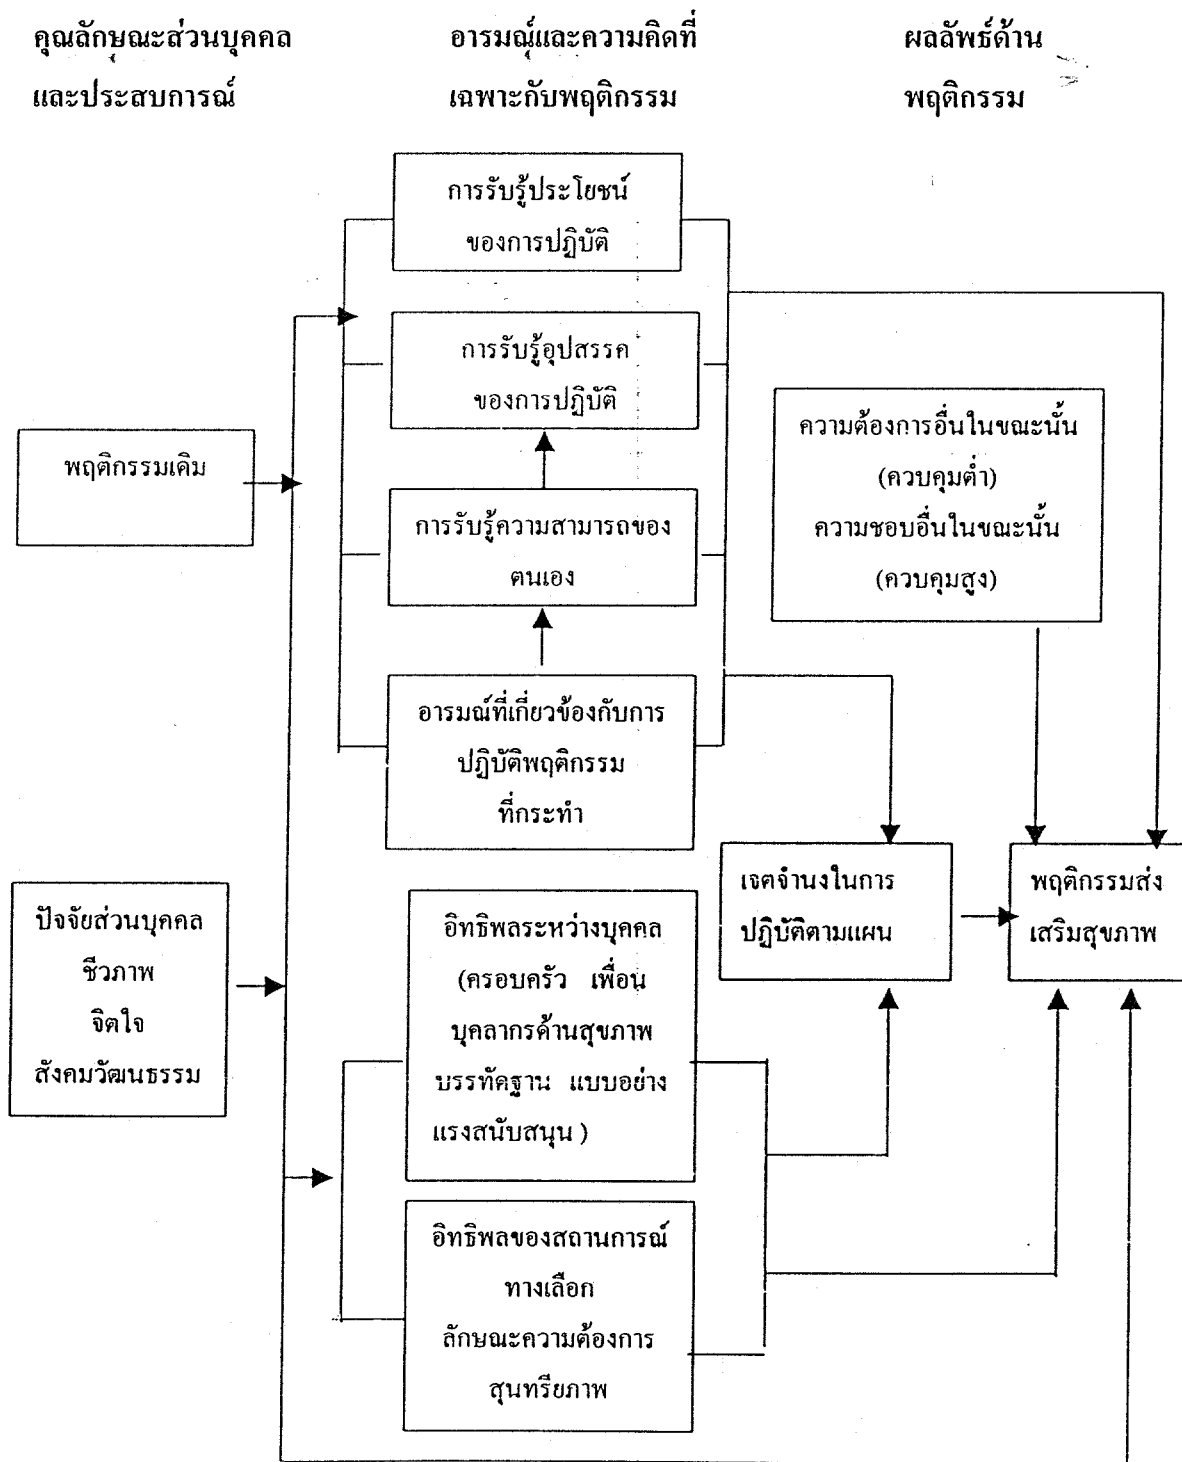 คุณลักษณะส่วนบุคคล
และประสบการณ์
อารมณ์และความคิดที่
เฉพาะกับพฤติกรรม
ผลลัพธ์ด้าน
พฤติกรรม
การรับรู้ประโยชน์
ของการปฏิบัติ
การรับรู้อุปสรรค
ของการปฏิบัติ
พฤติกรรมเดิม
การรับรู้ความสามารถของ
ตนเอง
ความต้องการอื่นในขณะนั้น
(ควบคุมต่ำ)
ความชอบอื่นในขณะนั้น
(ควบคุมสูง)
อารมณ์ที่เกี่ยวข้องกับการ
ปฏิบัติพฤติกรรม
ที่กระทำ
ปัจจัยส่วนบุคคล
ชีวภาพ
จิตใจ
สังคมวัฒนธรรม
อิทธิพลระหว่างบุคคล
(ครอบครัว เพื่อน
บุคลากรด้านสุขภาพ
บรรทัดฐาน แบบอย่าง
แรงสนับสนุน )
เจตจำนงในการ
ปฏิบัติตามแผน
พฤติกรรมส่ง
เสริมสุขภาพ
อิทธิพลของสถานการณ์
ทางเลือก
ลักษณะความต้องการ
สุนทรียภาพ